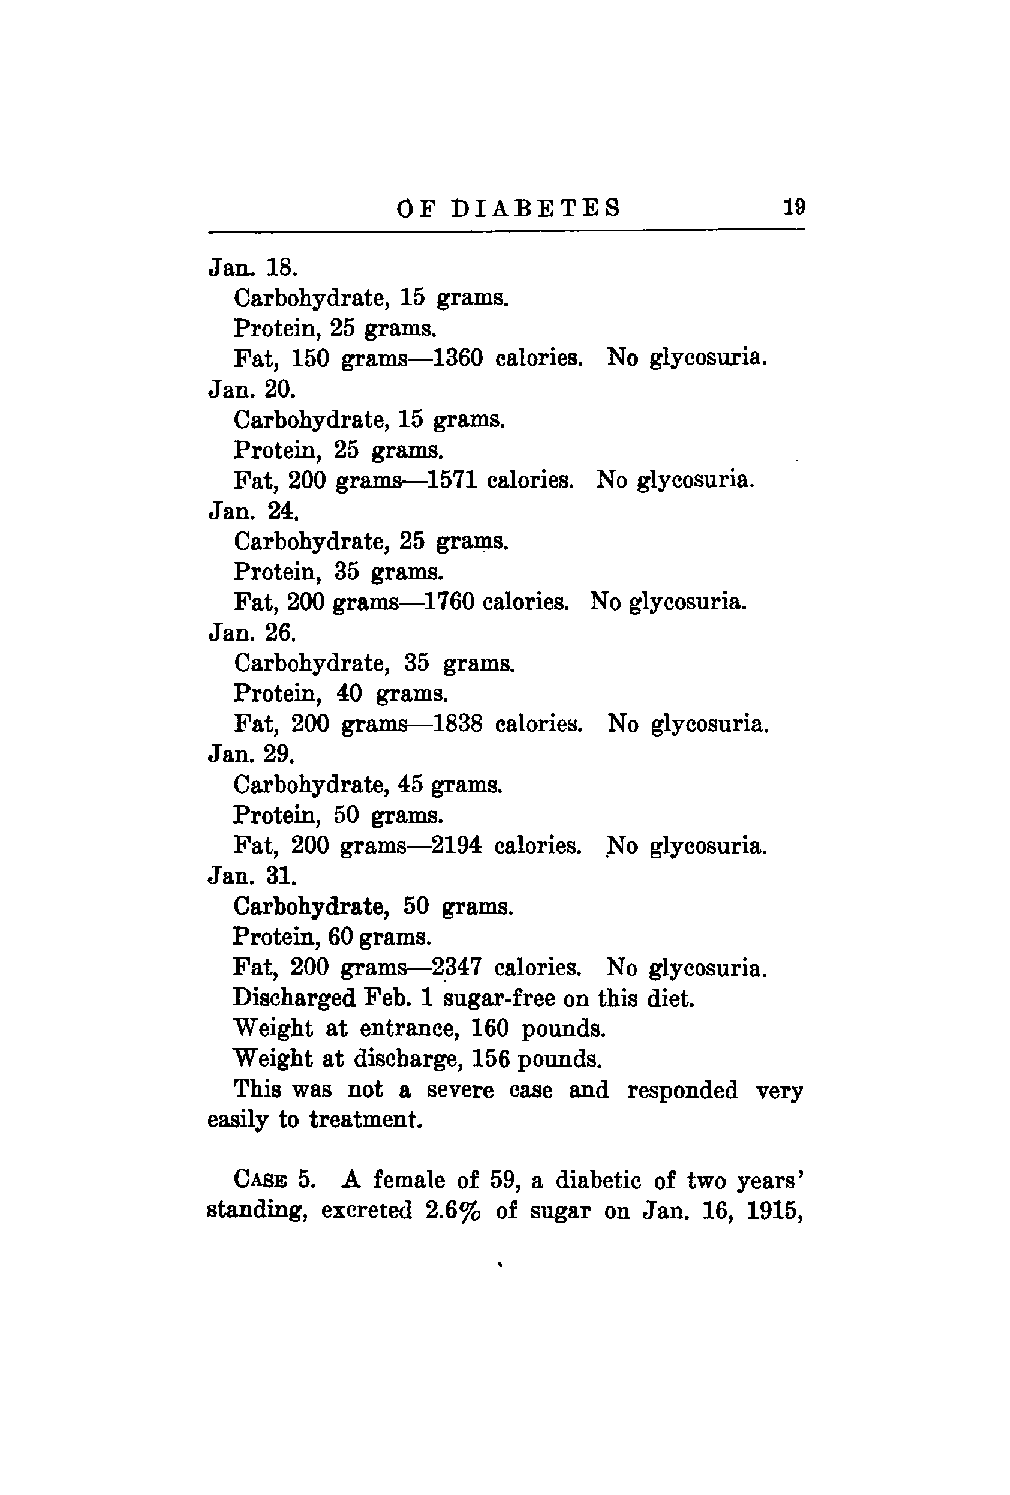 OF DIABETES 19
Jan. 18.
Carbohydrate, 15 grams.
Protein, 25 grams.
Fat, 150 grams—1360 calories. No glycosuria.
Jan. 20.
Carbohydrate, 15 grams.
Protein, 25 grams.
Fat, 200 grams—1571 calories. No glycosuria.
Jan. 24.
Carbohydrate, 25 grams.
Protein, 35 grams.
Fat, 200 grams—1760 calories. No glycosuria.
Jan. 26.
Carbohydrate, 35 grams.
Protein, 40 grams.
Fat, 200 grams—1838 calories. No glycosuria.
Jan. 29.
Carbohydrate, 45 grams.
Protein, 50 grams.
Fat, 200 grams—2194 calories. No glycosuria.
Jan. 31.
Carbohydrate, 50 grams.
Protein, 60 grams.
Fat, 200 grams—2347 calories. No glycosuria.
Discharged Feb. 1 sugar-free on this diet.
Weight at entrance, 160 pounds.
Weight at discharge, 156 pounds.
This was not a severe case and responded very
easily to treatment.
CASE 5. A female of 59, a diabetic of two years'
standing, excreted 2.6% of sugar on Jan. 16, 1915,